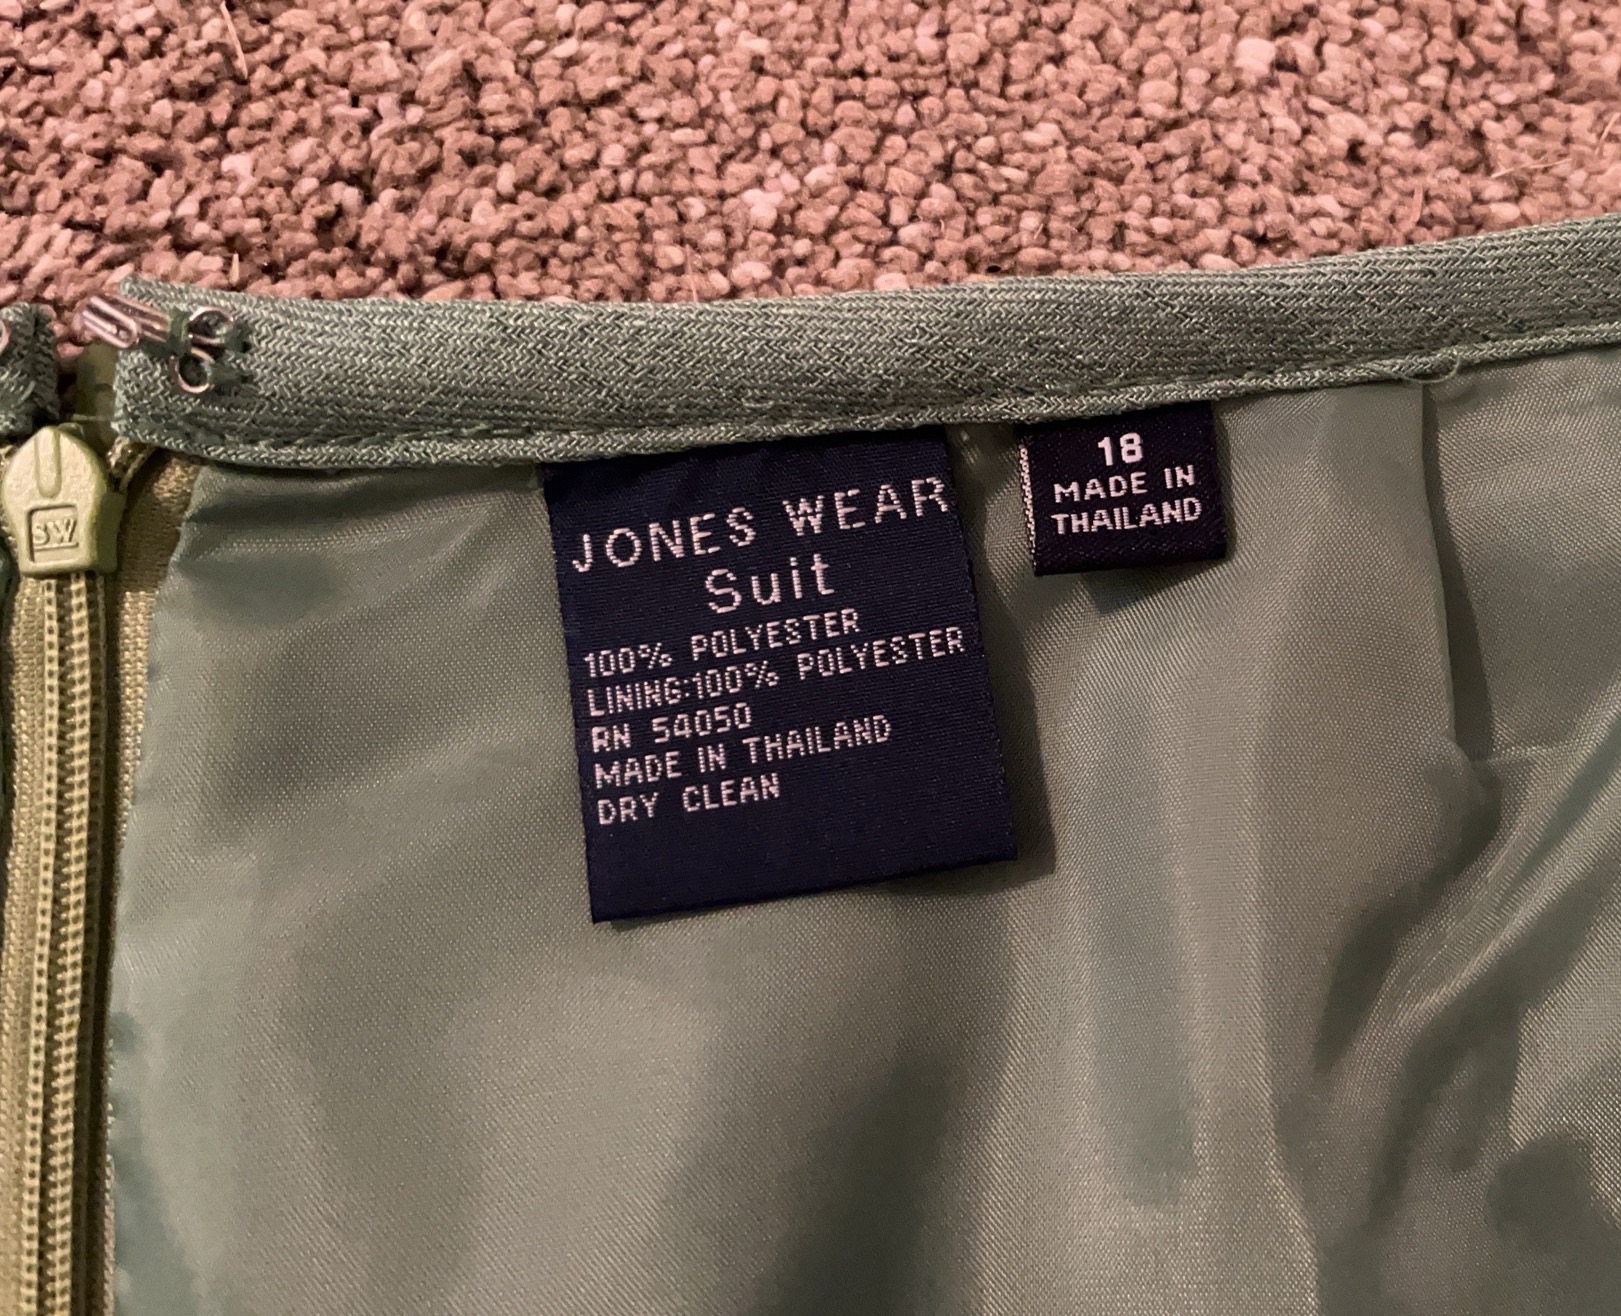 JONES WEAR
Suit
100% POLYESTER
LINING:100% POLYESTER
RN 54050
MADE IN THAILAND
DRY CLEAN
18
MADE IN
THAILAND
SW